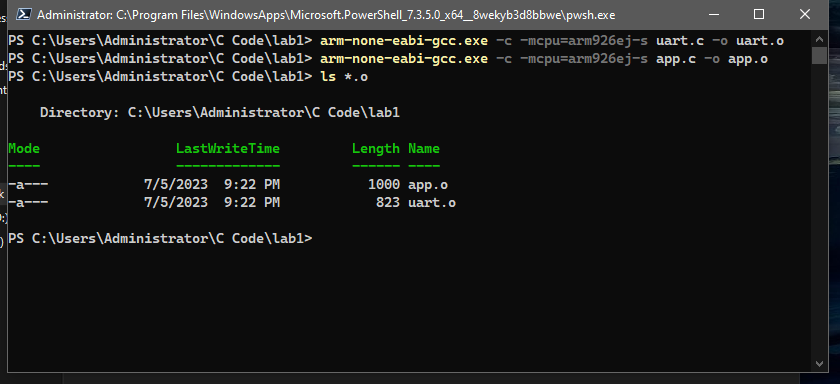 Administrator: C:\Program Files\WindowsApps\Microsoft.PowerShell_7.3.5.0_x64__8wekyb3d8bbwe\pwsh.exe
PS C:\Users\Administrator\C Code\lab1> arm-none-eabi-gcc.exe -c -mcpu=arm926ej-s uart.c -o uart.o
PS C:\Users\Administrator\C Code\lab1> arm-none-eabi-gcc.exe -c -mcpu=arm926ej-s app.c -o app.o
PS C:\Users\Administrator\C Code\lab1> ls *.o
    Directory: C:\Users\Administrator\C Code\lab1
Mode                 LastWriteTime         Length Name
----                 -------------         ------ ----
-a---            7/5/2023  9:22 PM           1000 app.o
-a---            7/5/2023  9:22 PM            823 uart.o
PS C:\Users\Administrator\C Code\lab1>